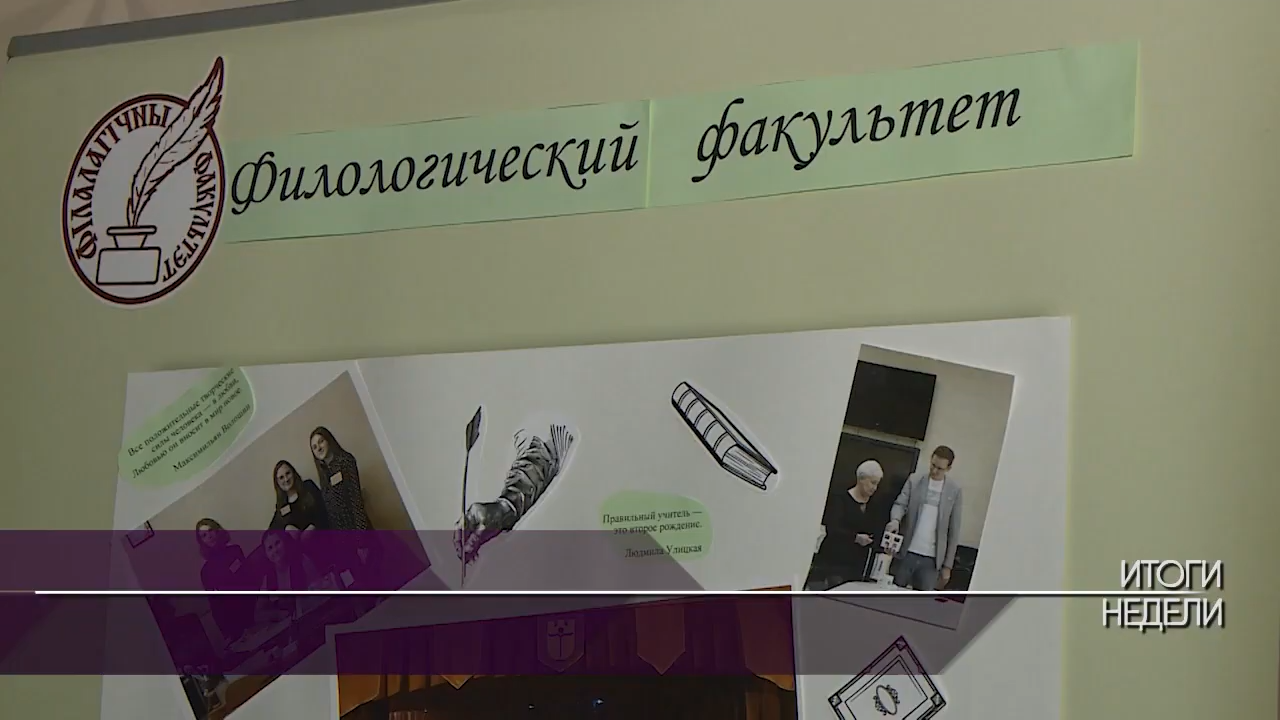 ФІЛАЛАГІЧНЫ ФАКУЛЬТЭТ
Филологический факультет
Все положительные творческие
силы человека — в любви.
Любовью он вносит в мир новое
Максимилиан Волошин
Правильный учитель —
это второе рождение.
Людмила Улицкая
ИТОГИ
НЕДЕЛИ